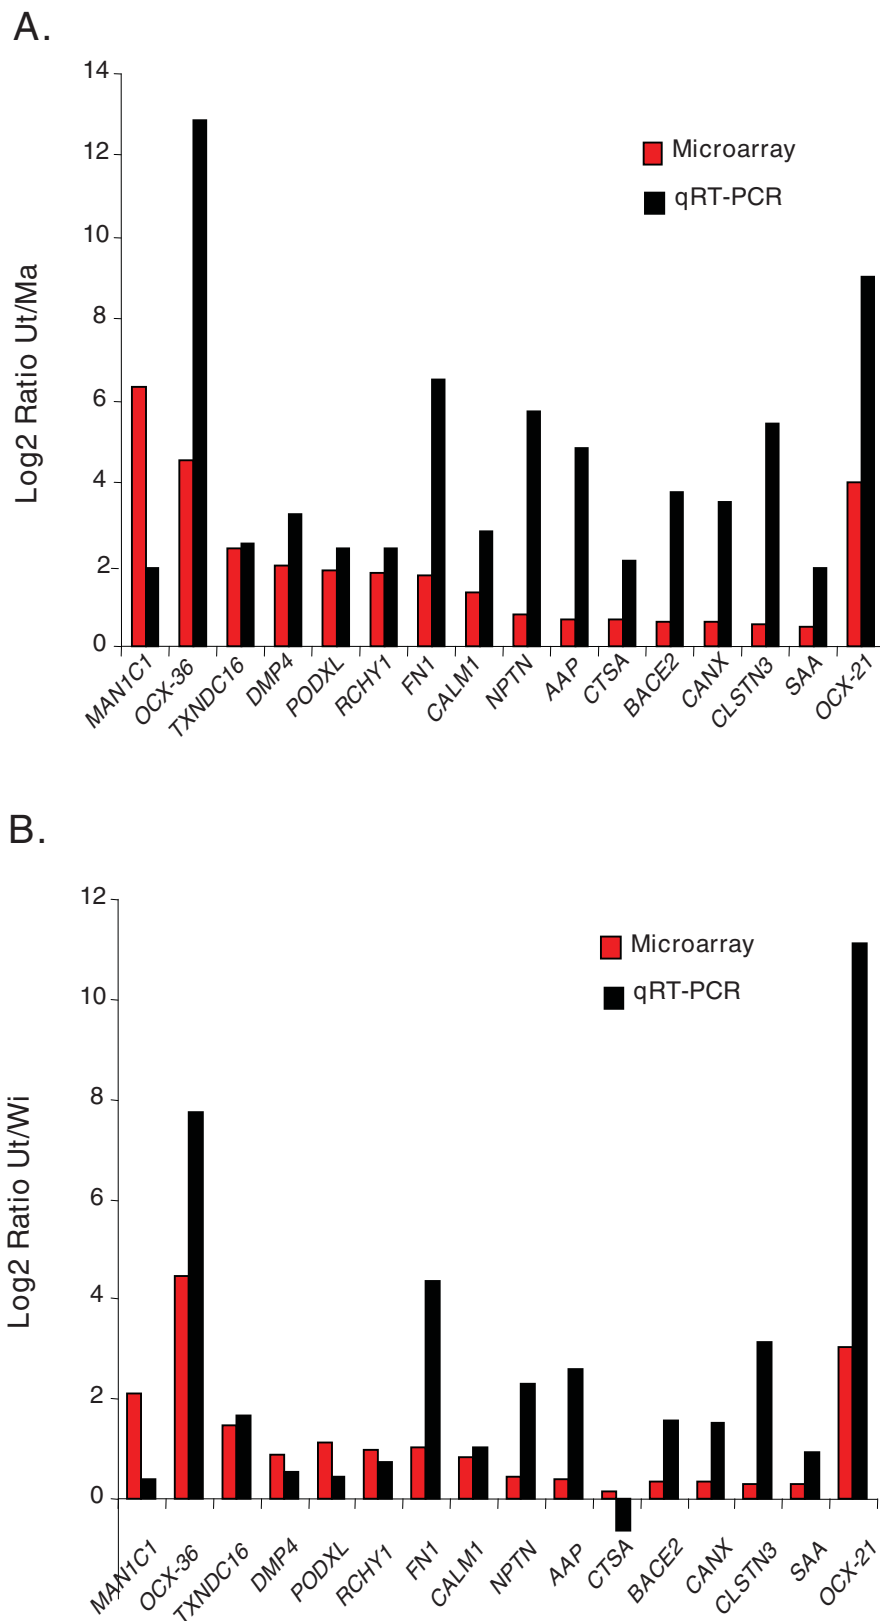 A.
14
12
10
8
6
4
2
0
Log2 Ratio Ut/Ma
Microarray
qRT-PCR
MAN1C1
OCX-36
TXNDC16
DMP4
PODXL
RCHY1
FN1
CALM1
NPTN
AAP
CTSA
BACE2
CANX
CLSTN3
SAA
OCX-21
B.
12
10
8
6
4
2
0
Log2 Ratio Ut/Wi
Microarray
qRT-PCR
MAN1C1
OCX-36
TXNDC16
DMP4
PODXL
RCHY1
FN1
CALM1
NPTN
AAP
CTSA
BACE2
CANX
CLSTN3
SAA
OCX-21